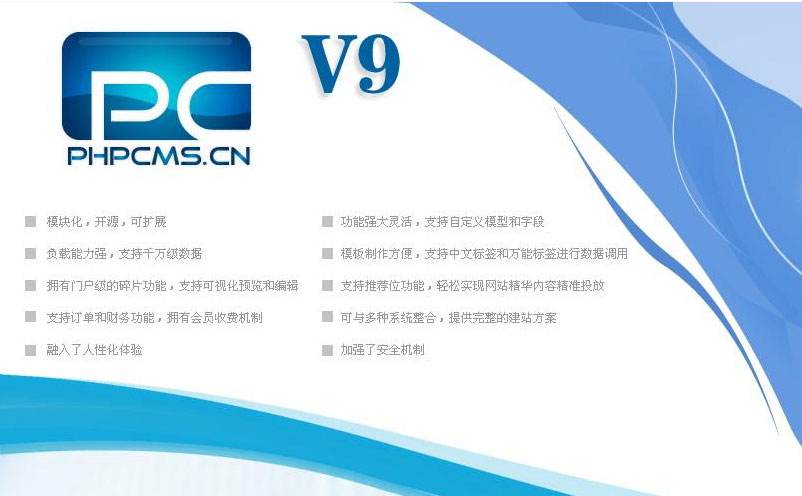 PC
PHPCMS.CN
V9
模块化，开源，可扩展
负载能力强，支持千万级数据
拥有门户级的碎片功能，支持可视化预览和编辑
支持订单和财务功能，拥有会员收费机制
融入了人性化体验
功能强大灵活，支持自定义模型和字段
模板制作方便，支持中文标签和万能标签进行数据调用
支持推荐位功能，轻松实现网站精华内容精准投放
可与多种系统整合，提供完整的建站方案
加强了安全机制